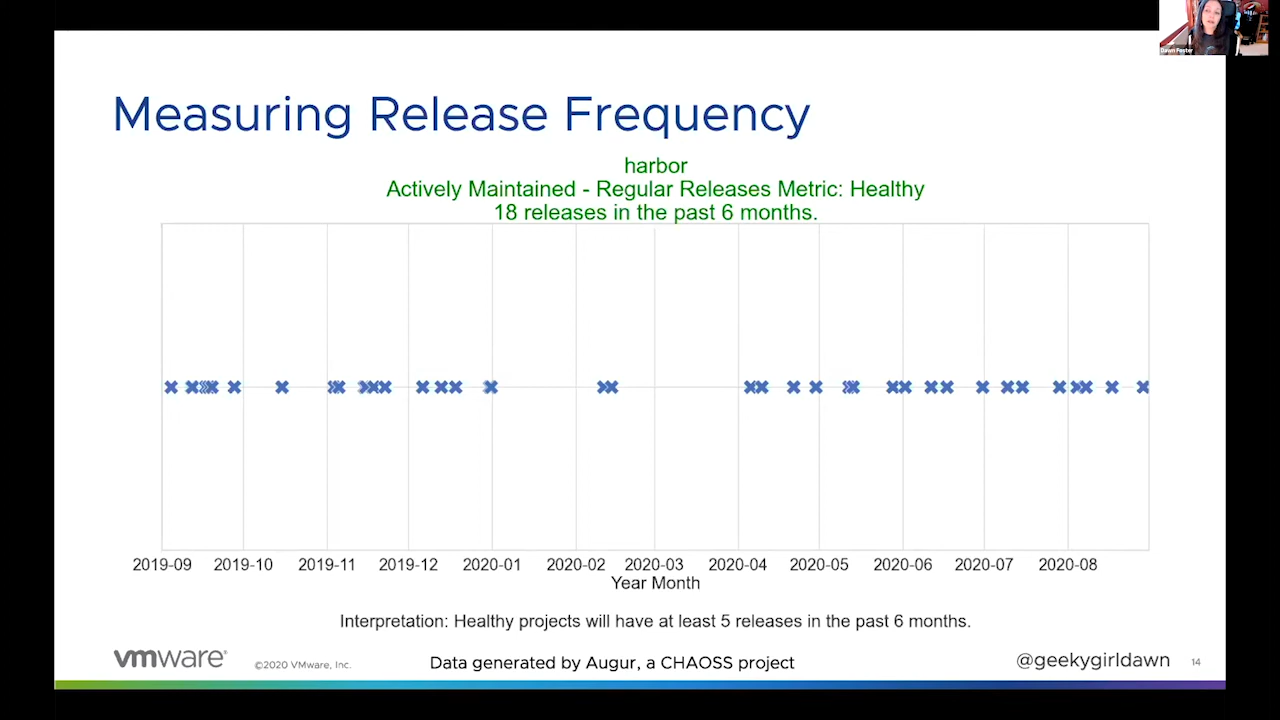 Dawn Foster
Measuring Release Frequency
harbor
Actively Maintained - Regular Releases Metric: Healthy
18 releases in the past 6 months.
2019-09 2019-10 2019-11 2019-12 2020-01 2020-02 2020-03 2020-04 2020-05 2020-06 2020-07 2020-08
Year Month
Interpretation: Healthy projects will have at least 5 releases in the past 6 months.
vmware® ©2020 VMware, Inc. Data generated by Augur, a CHAOSS project @geekygirldawn 14